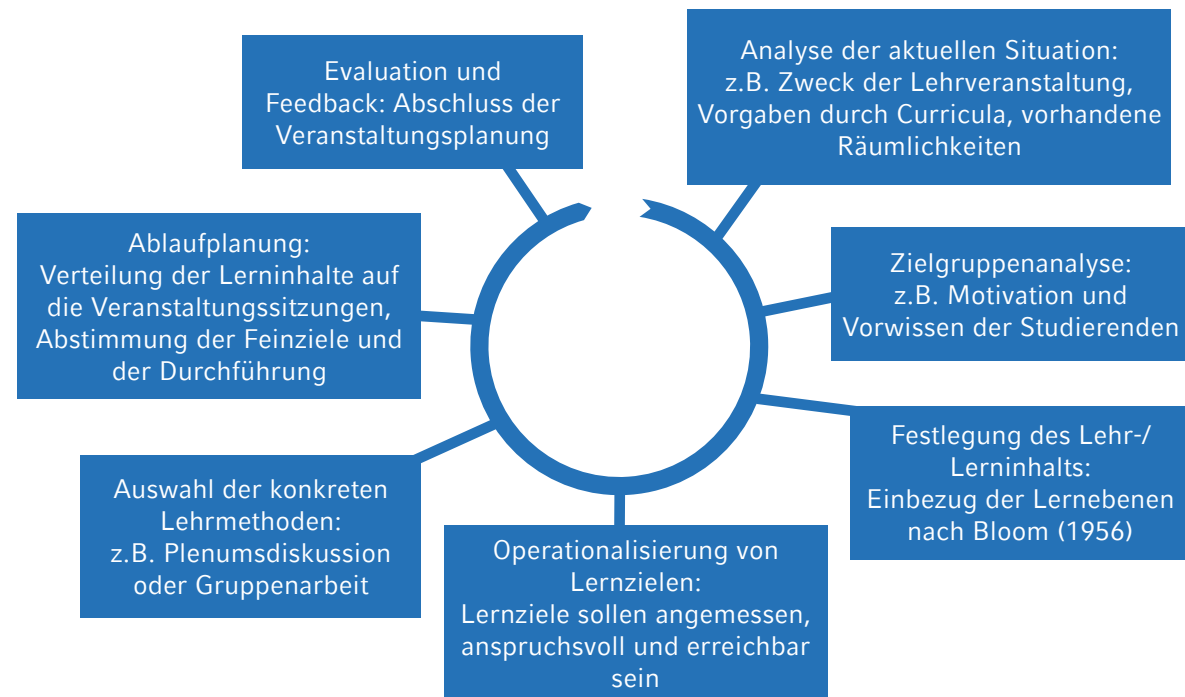 Analyse der aktuellen Situation:
z.B. Zweck der Lehrveranstaltung,
Vorgaben durch Curricula, vorhandene
Räumlichkeiten
Zielgruppenanalyse:
z.B. Motivation und
Vorwissen der Studierenden
Festlegung des Lehr-/
Lerninhalts:
Einbezug der Lernebenen
nach Bloom (1956)
Operationalisierung von
Lernzielen:
Lernziele sollen angemessen,
anspruchsvoll und erreichbar
sein
Auswahl der konkreten
Lehrmethoden:
z.B. Plenumsdiskussion
oder Gruppenarbeit
Ablaufplanung:
Verteilung der Lerninhalte auf
die Veranstaltungssitzungen,
Abstimmung der Feinziele und
der Durchführung
Evaluation und
Feedback: Abschluss der
Veranstaltungsplanung